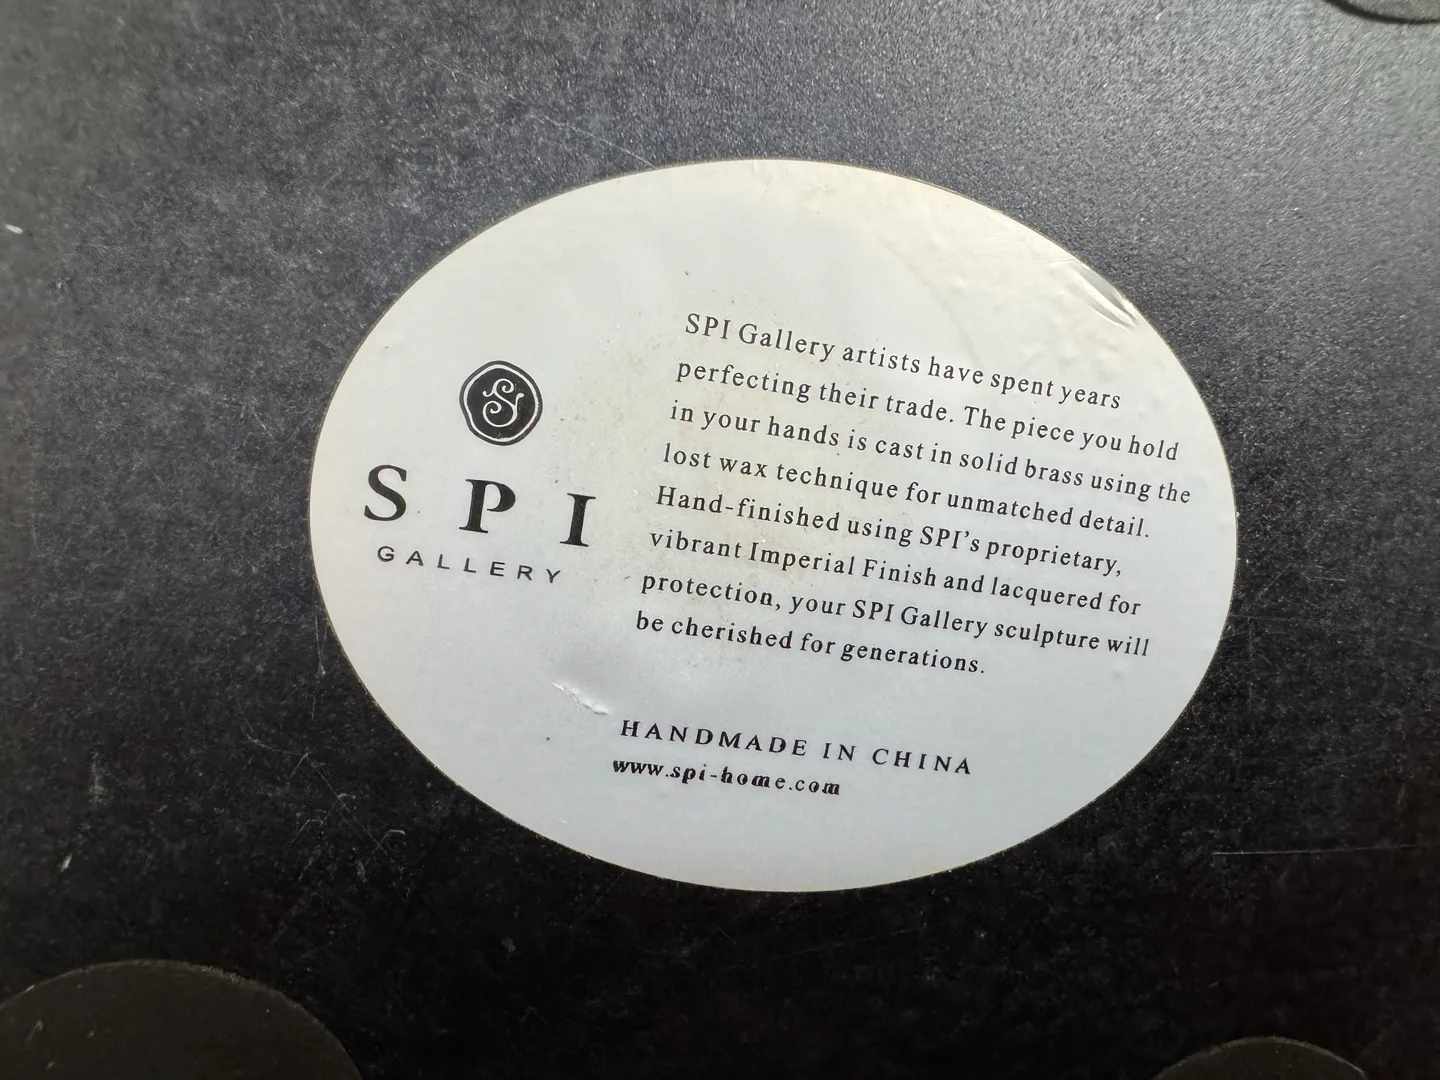 S P I
GALLERY
SPI Gallery artists have spent years
perfecting their trade. The piece you hold
in your hands is cast in solid brass using the
lost wax technique for unmatched detail.
Hand-finished using SPI's proprietary,
vibrant Imperial Finish and lacquered for
protection, your SPI Gallery sculpture will
be cherished for generations.
HANDMADE IN CHINA
www.spi-home.com